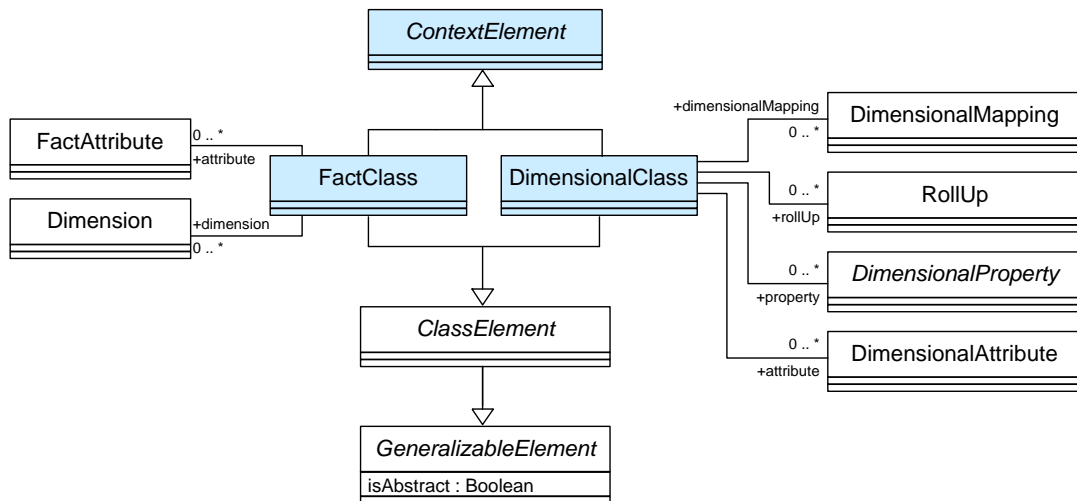 ContextElement
FactAttribute
0 .. *
+attribute
FactClass
Dimension
+dimension
0 .. *
DimensionalClass
+dimensionalMapping
0 .. *
DimensionalMapping
0 .. *
+rollUp
RollUp
0 .. *
+property
DimensionalProperty
0 .. *
+attribute
DimensionalAttribute
ClassElement
GeneralizableElement
isAbstract : Boolean